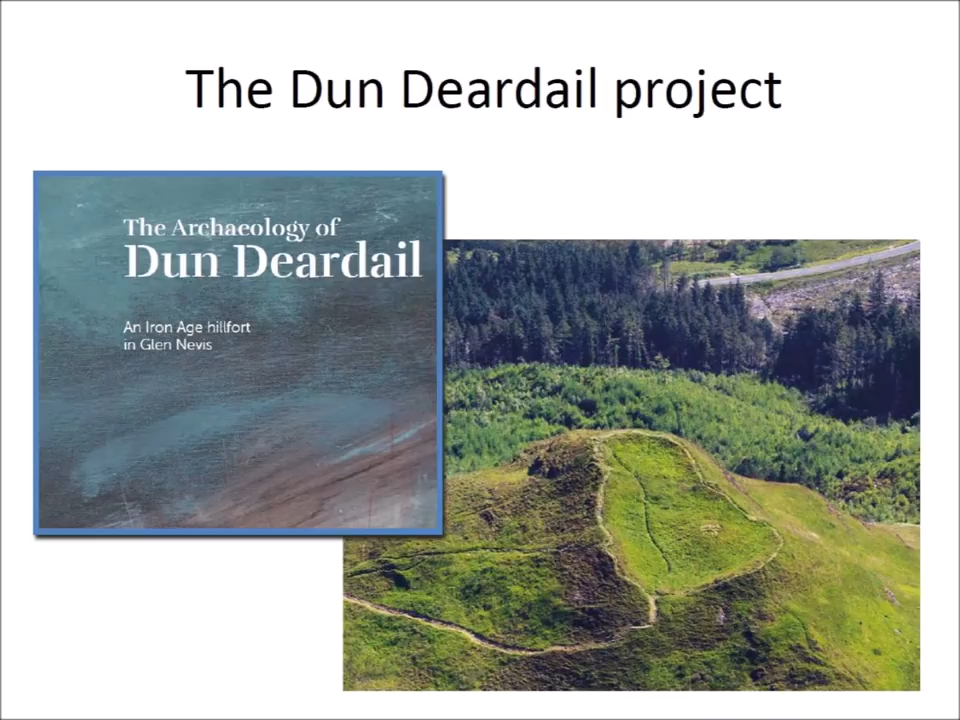 The Dun Deardail project
The Archaeology of
Dun Deardail
An Iron Age hillfort
in Glen Nevis